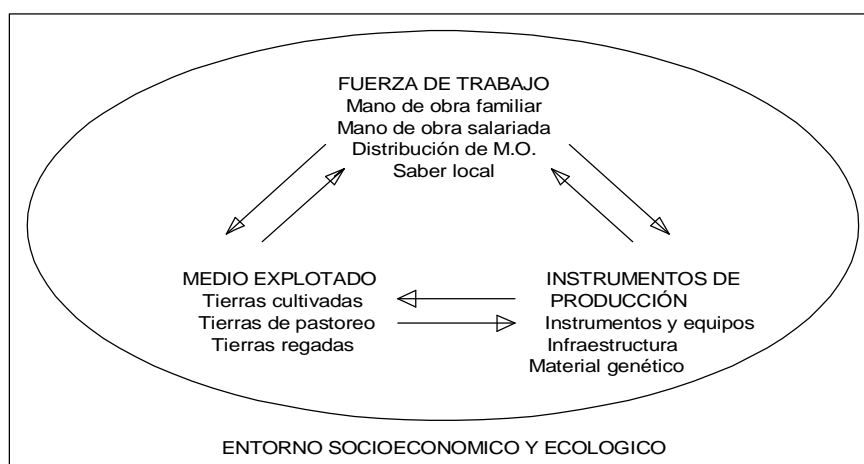 FUERZA DE TRABAJO
Mano de obra familiar
Mano de obra salariada
Distribución de M.O.
Saber local
MEDIO EXPLOTADO
Tierras cultivadas
Tierras de pastoreo
Tierras regadas
INSTRUMENTOS DE
PRODUCCIÓN
Instrumentos y equipos
Infraestructura
Material genético
ENTORNO SOCIOECONOMICO Y ECOLOGICO